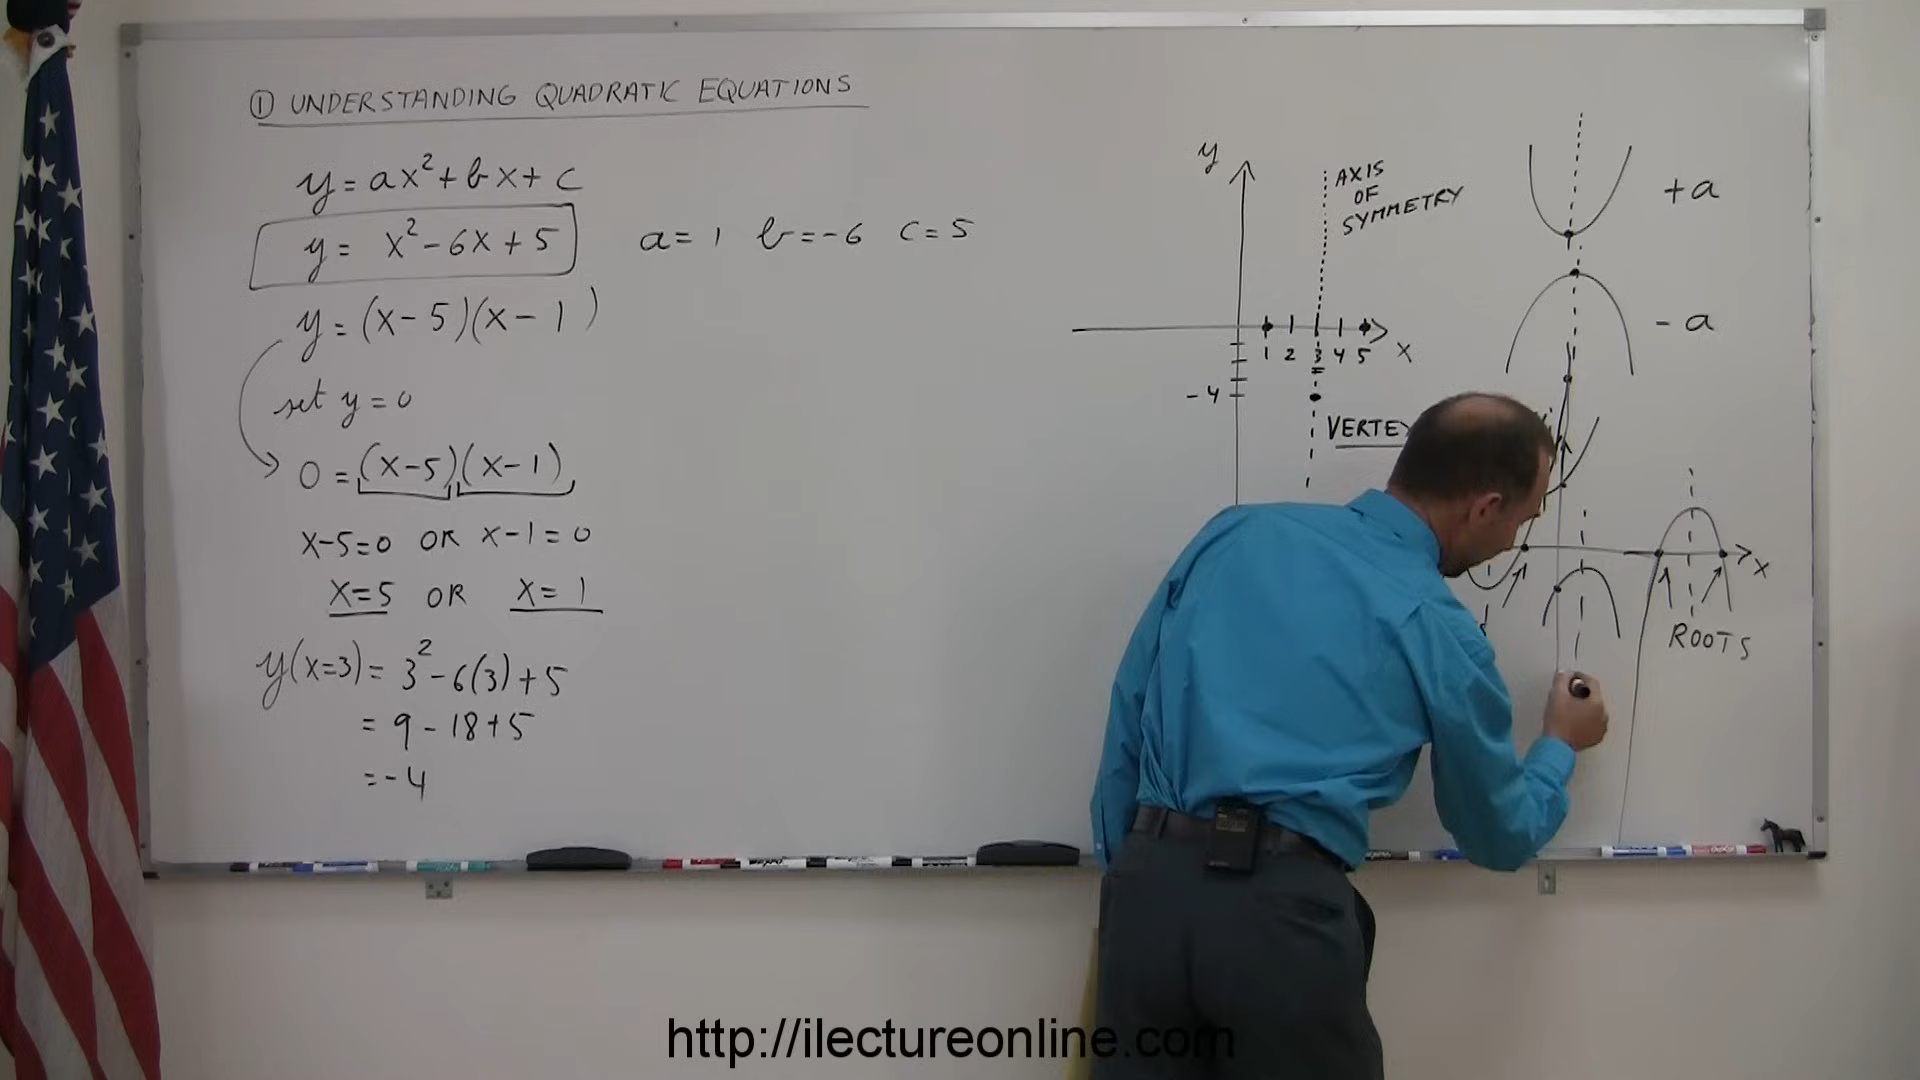 ① UNDERSTANDING QUADRATIC EQUATIONS
y = ax² + bx + c
y = x² - 6x + 5
a = 1 b = -6 c = 5
y = (x - 5)(x - 1)
set y = 0
0 = (x - 5)(x - 1)
x - 5 = 0 OR x - 1 = 0
x = 5 OR x = 1
y(x=3) = 3² - 6(3) + 5
= 9 - 18 + 5
= -4
y
AXIS
OF
SYMMETRY
+a
-a
1 2 3 4 5 x
-4
x
ROOTS
http://ilectureonline.com